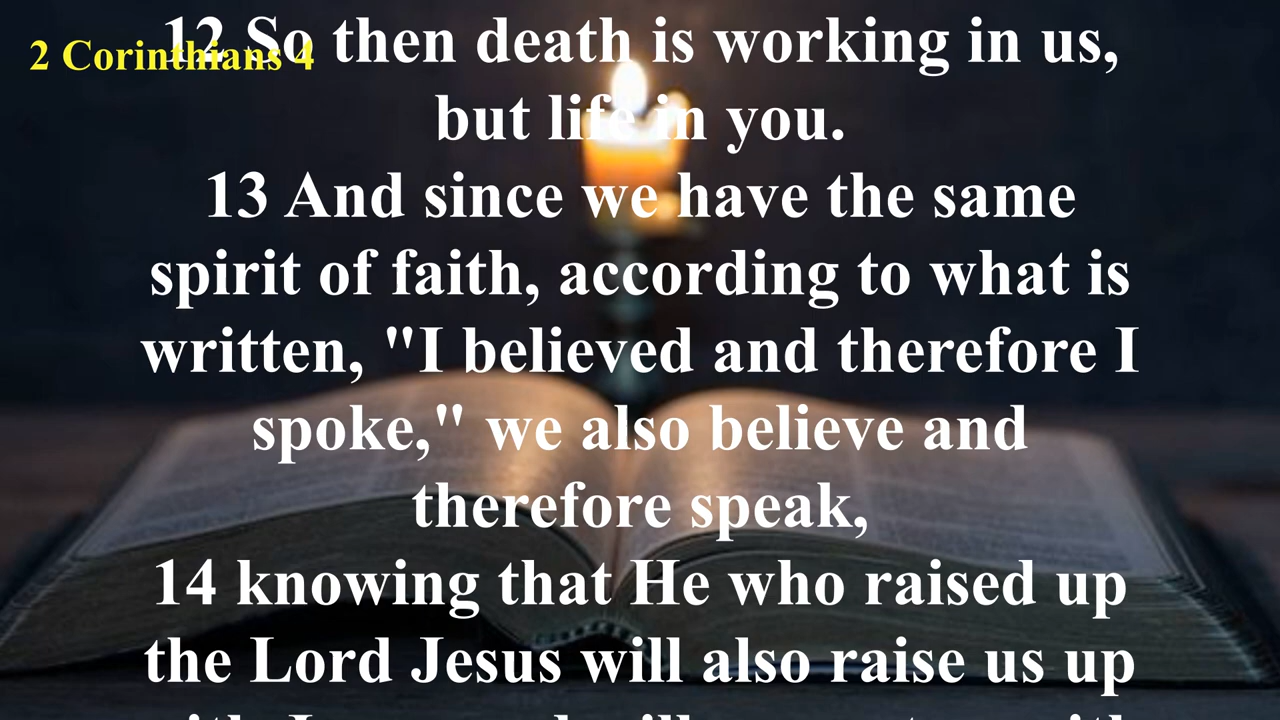 2 Corinthians 4
12 So then death is working in us,
but life in you.
13 And since we have the same
spirit of faith, according to what is
written, "I believed and therefore I
spoke," we also believe and
therefore speak,
14 knowing that He who raised up
the Lord Jesus will also raise us up